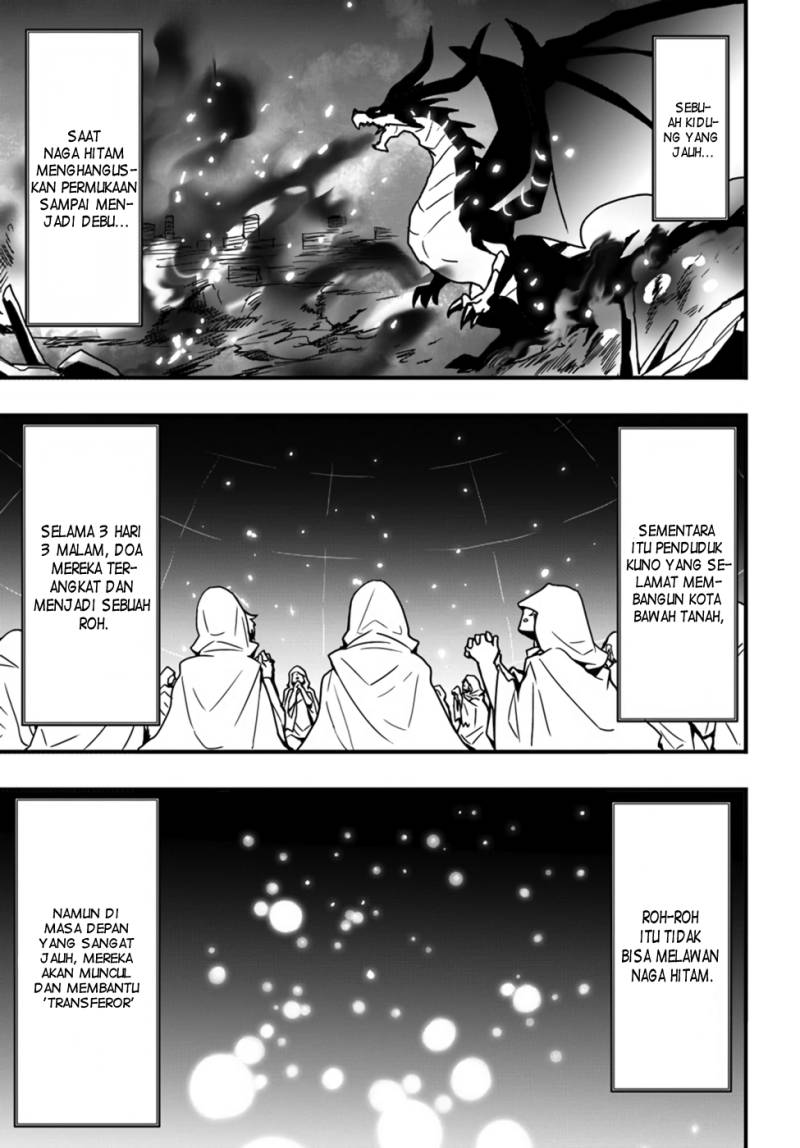 SEBU-
AH KIDU-
NG YANG
JAUH...
SAAT
NAGA HITAM
MENGHANGUS-
KAN PERMUKAAN
SAMPAI MEN-
JADI DEBU...
SEMENTARA
ITU PENDUDUK
KUNO YANG SE-
LAMAT MEM-
BANGUN KOTA
BAWAH TANAH,
SELAMA 3 HARI
3 MALAM, DOA
MEREKA TER-
ANGKAT DAN
MENJADI SEBUAH
ROH.
ROH-ROH
ITU TIDAK
BISA MELAWAN
NAGA HITAM.
NAMUN DI
MASA DEPAN
YANG SANGAT
JAUH, MEREKA
AKAN MUNCUL
DAN MEMBANTU
'TRANSFEROR'